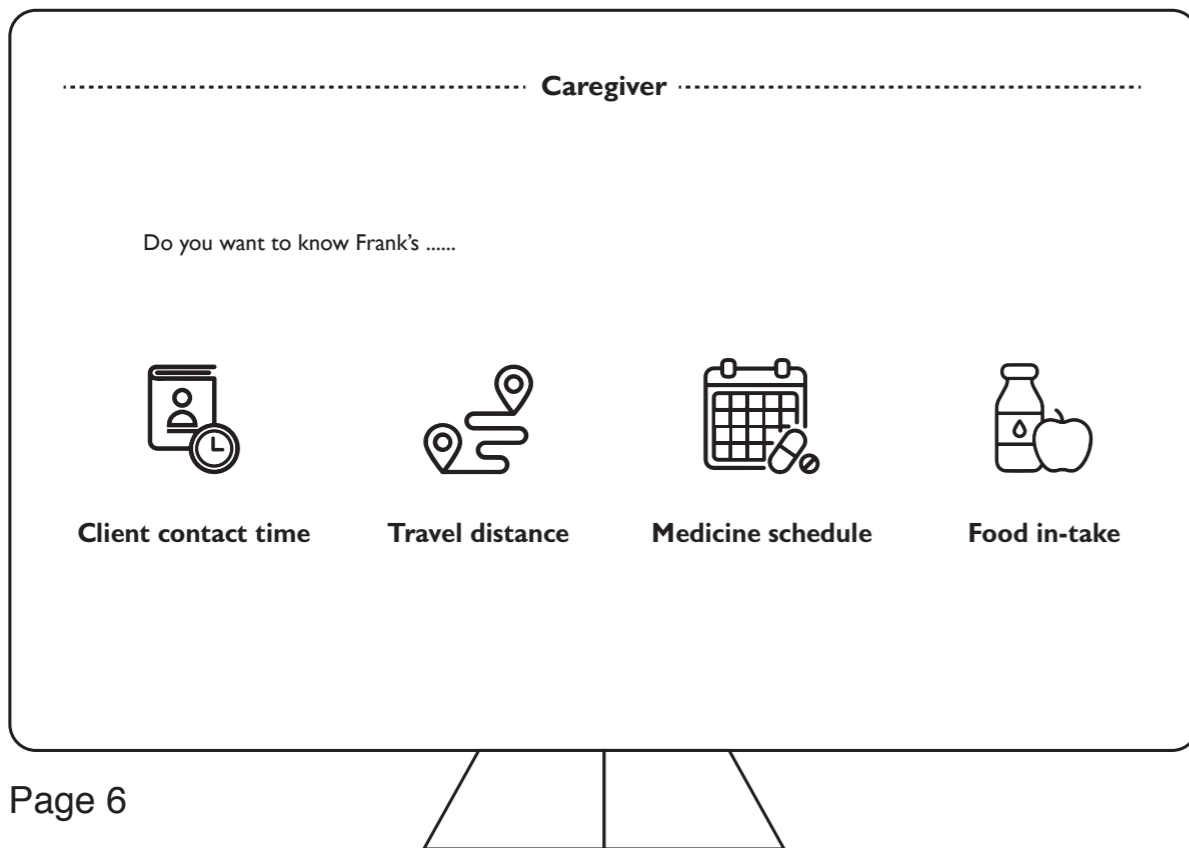 Caregiver
Do you want to know Frank's ......
Client contact time
Travel distance
Medicine schedule
Food in-take
Page 6